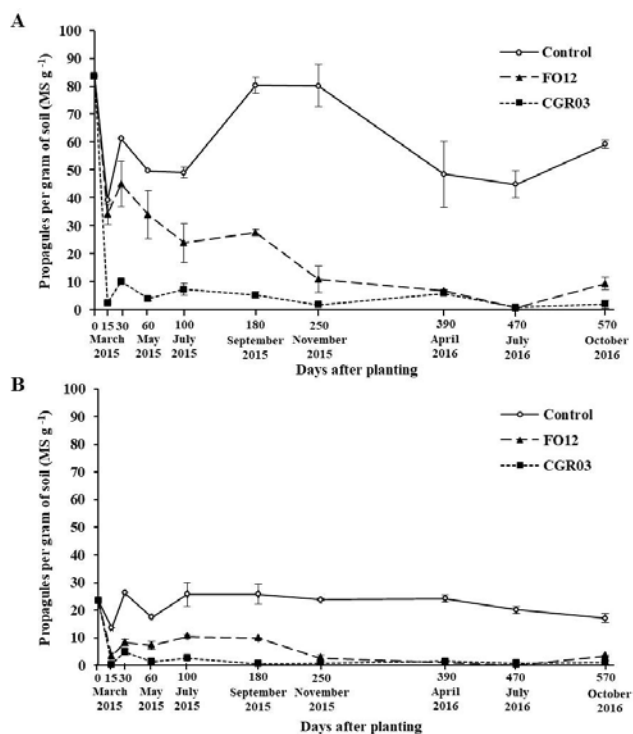 A
100
90
80
70
60
50
40
30
20
10
0
Propagules per gram of soil (MS g⁻¹)
Control
FO12
CGR03
0 15 30 60 100 180 250 390 470 570
March May July September November April July October
2015 2015 2015 2015 2015 2016 2016 2016
Days after planting
B
100
90
80
70
60
50
40
30
20
10
0
Propagules per gram of soil (MS g⁻¹)
Control
FO12
CGR03
0 15 30 60 100 180 250 390 470 570
March May July September November April July October
2015 2015 2015 2015 2015 2016 2016 2016
Days after planting